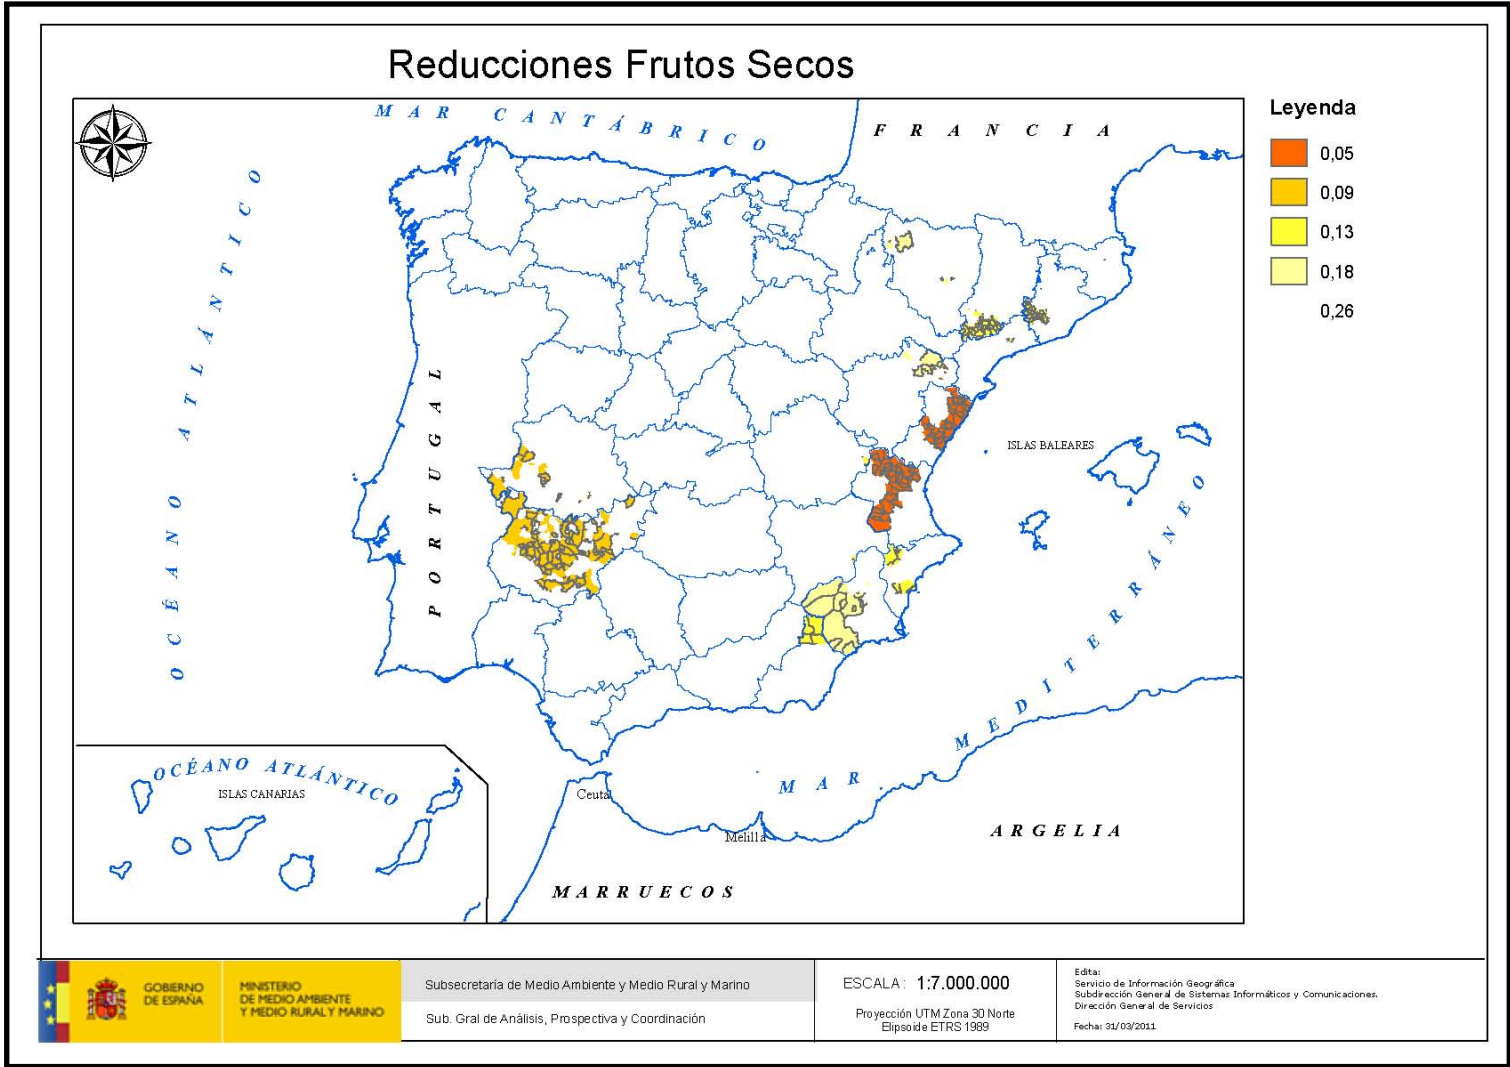 Reducciones Frutos Secos
MAR CANTÁBRICO
FRANCIA
OCÉANO ATLÁNTICO
PORTUGAL
ISLAS BALEARES
MAR MEDITERRÁNEO
OCÉANO ATLÁNTICO
ISLAS CANARIAS
Ceuta
Melilla
ARGELIA
MARRUECOS
Leyenda
0,05
0,09
0,13
0,18
0,26
GOBIERNO
DE ESPAÑA
MINISTERIO
DE MEDIO AMBIENTE
Y MEDIO RURAL Y MARINO
Subsecretaría de Medio Ambiente y Medio Rural y Marino
Sub. Gral de Análisis, Prospectiva y Coordinación
ESCALA: 1:7.000.000
Proyección UTM Zona 30 Norte
Elipsoide ETRS 1989
Edita:
Servicio de Información Geográfica
Subdirección General de Sistemas Informáticos y Comunicaciones.
Dirección General de Servicios
Fecha: 31/03/2011